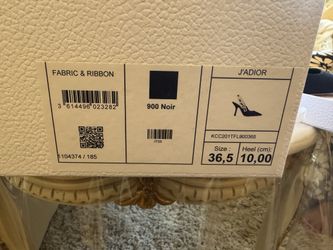 FABRIC & RIBBON
3 614496 023282
1104374 / 185
900 Noir
J'ADIOR
KCC201TFL900365
Size :
36,5
Heel (cm):
10,00